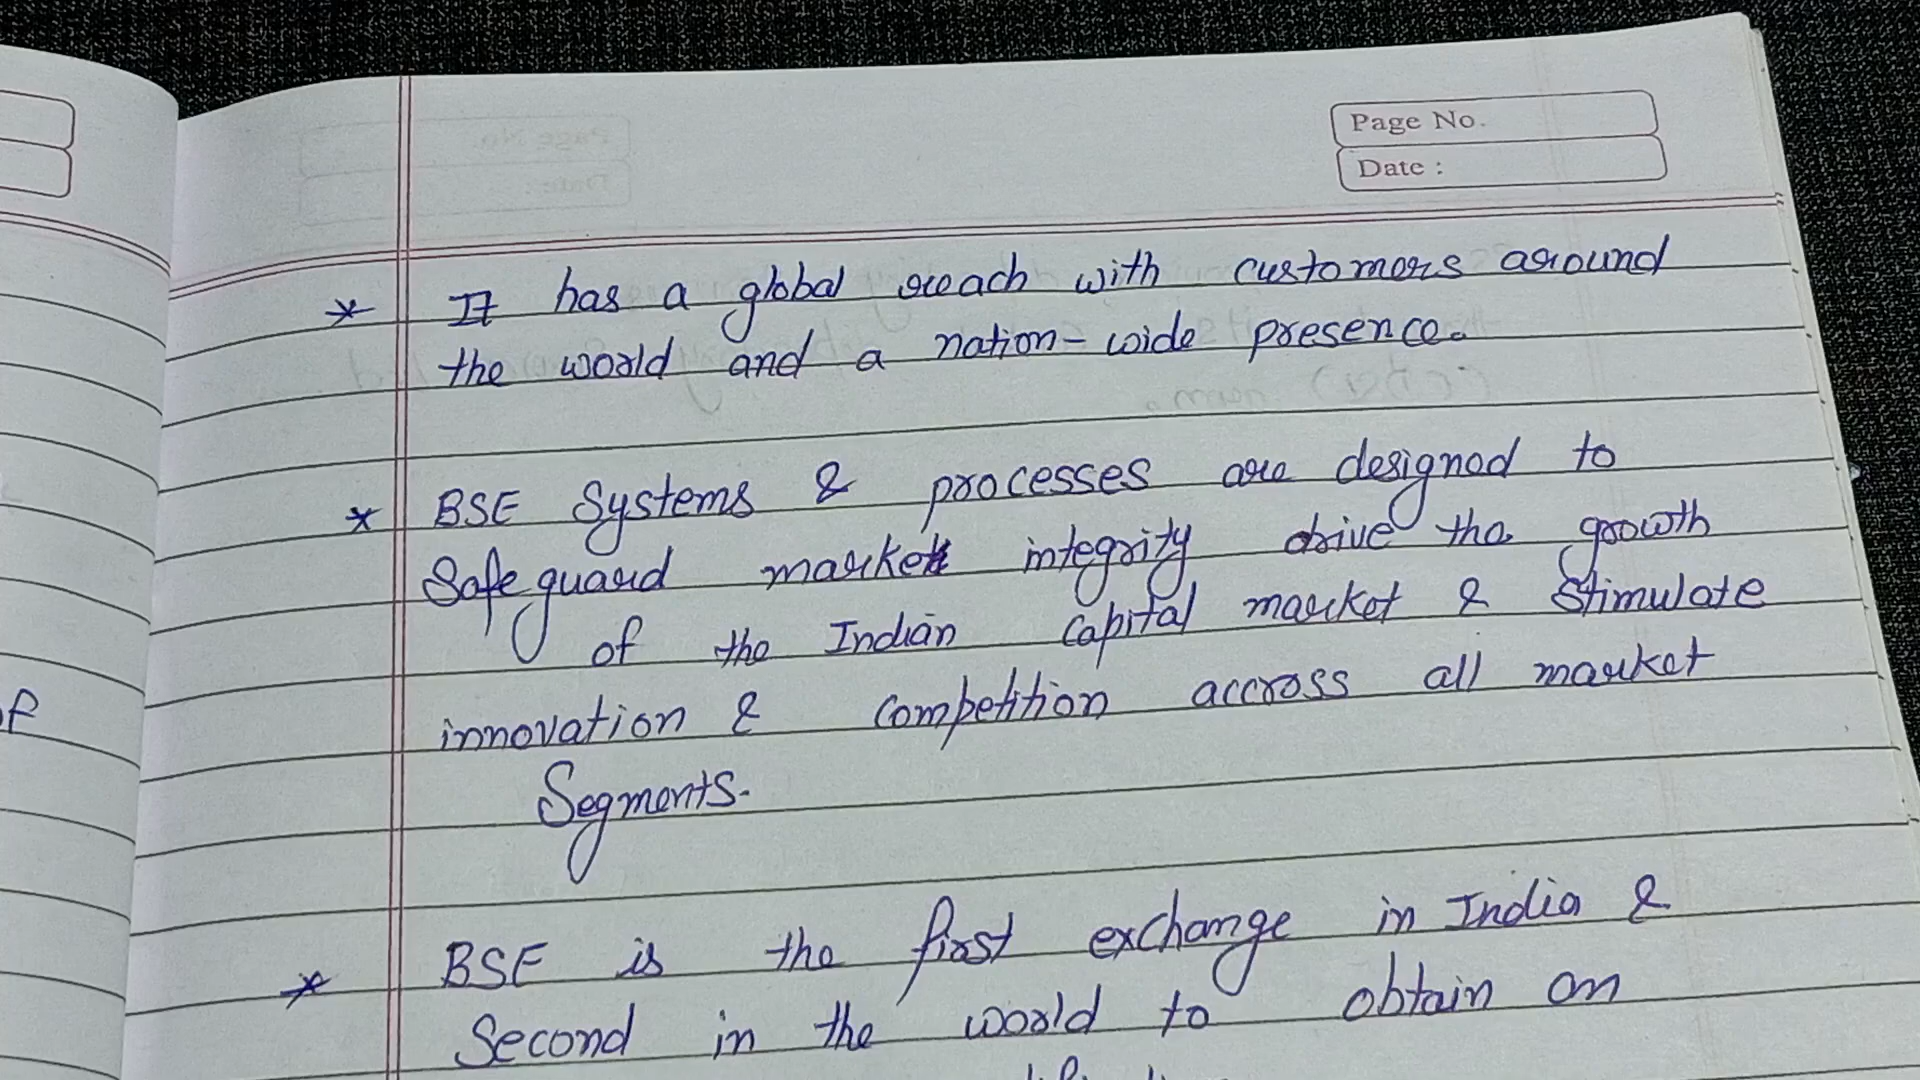 Page No.
Date :
* It has a global reach with customers around
the world and a nation-wide presence.
* BSE Systems & processes are designed to
Safeguard market integrity drive the growth
of the Indian Capital market & Stimulate
innovation & Competition accross all market
Segments.
* BSE is the first exchange in India &
Second in the world to obtain an